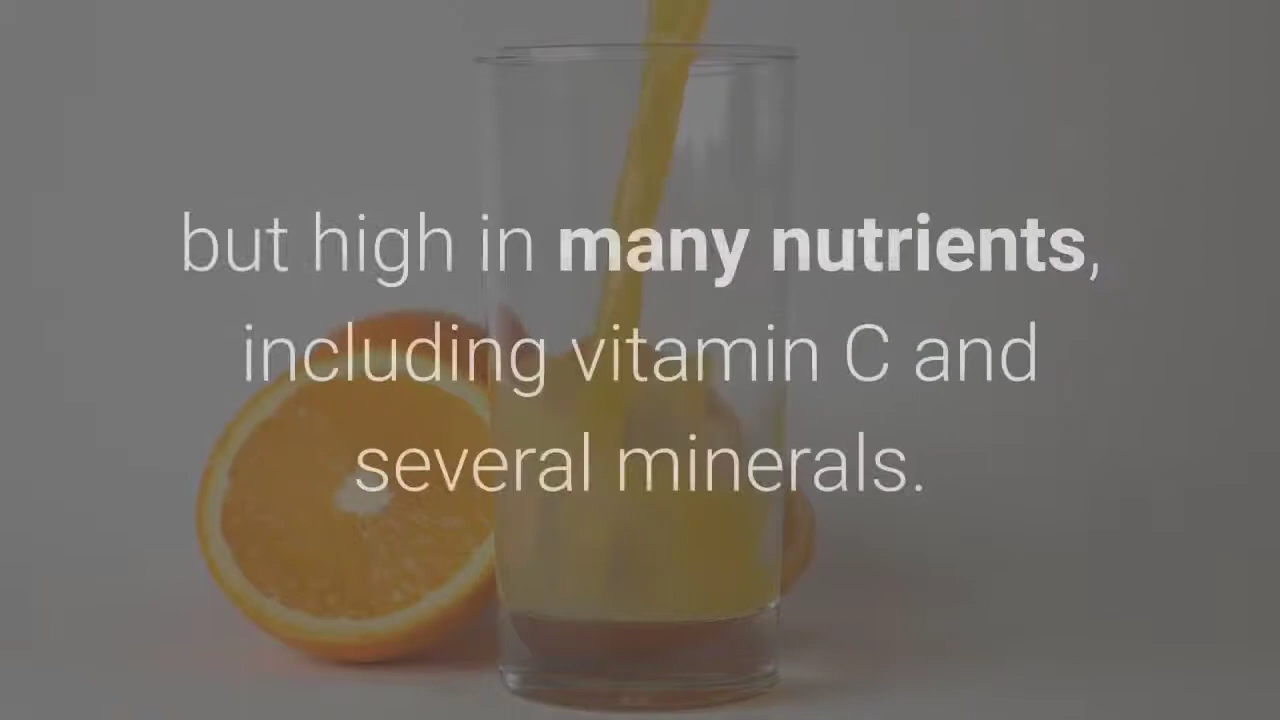 but high in many nutrients,
including vitamin C and
several minerals.